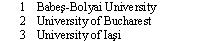 1 Babeş-Bolyai University
2 University of Bucharest
3 University of Iaşi